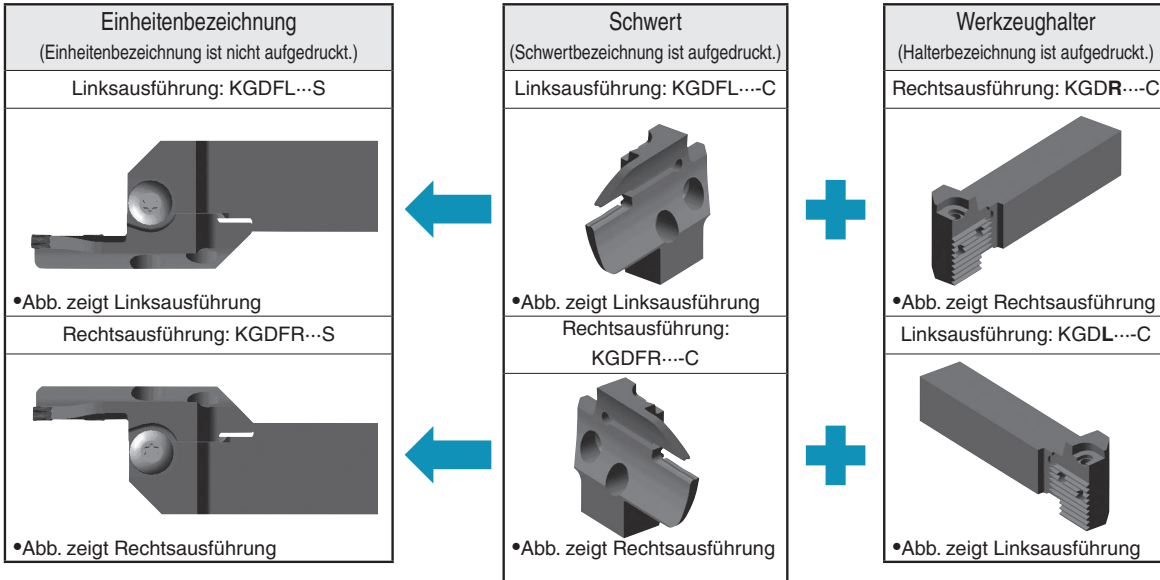 Einheitenbezeichnung
(Einheitenbezeichnung ist nicht aufgedruckt.)
Linksausführung: KGDFL···S
•Abb. zeigt Linksausführung
Rechtsausführung: KGDFR···S
•Abb. zeigt Rechtsausführung
Schwert
(Schwertbezeichnung ist aufgedruckt.)
Linksausführung: KGDFL···-C
•Abb. zeigt Linksausführung
Rechtsausführung:
KGDFR···-C
•Abb. zeigt Rechtsausführung
Werkzeughalter
(Halterbezeichnung ist aufgedruckt.)
Rechtsausführung: KGDR···-C
•Abb. zeigt Rechtsausführung
Linksausführung: KGDL···-C
•Abb. zeigt Linksausführung